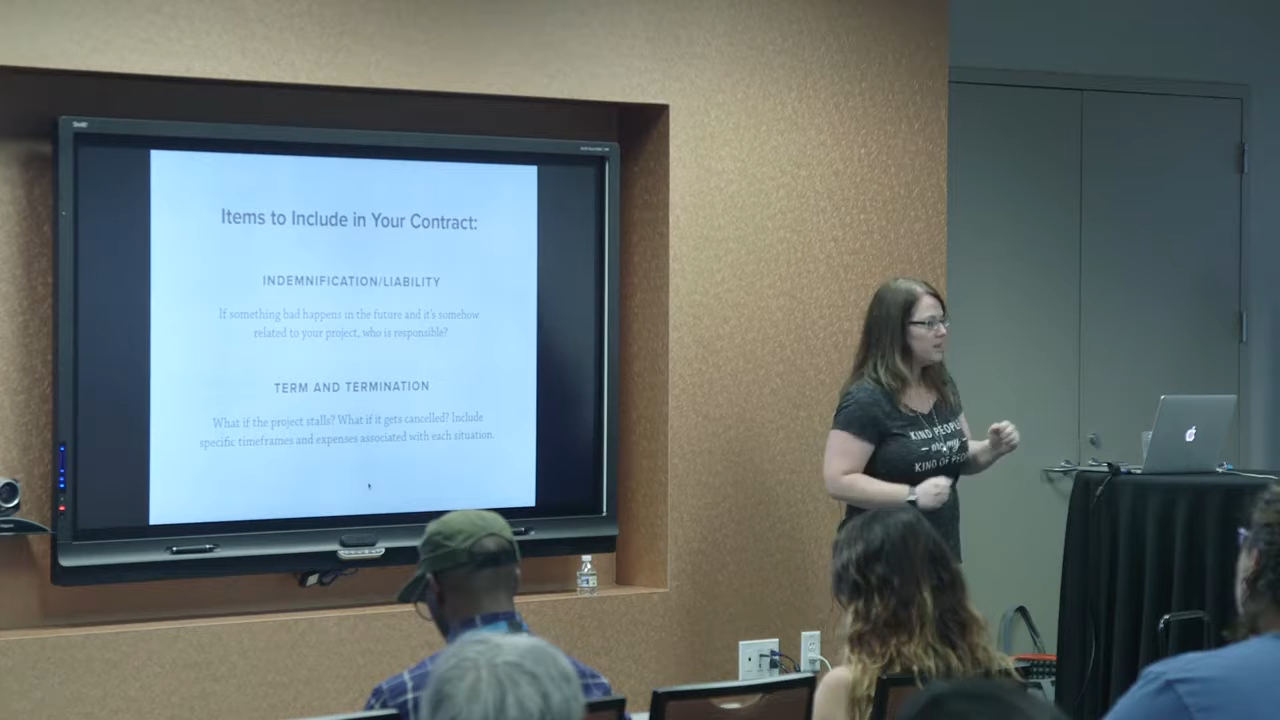 Items to Include in Your Contract:
INDEMNIFICATION/LIABILITY
If something bad happens in the future and it's somehow
related to your project, who is responsible?
TERM AND TERMINATION
What if the project stalls? What if it gets cancelled? Include
specific timeframes and expenses associated with each situation.
KIND PEOPLE
KIND OF PEOP